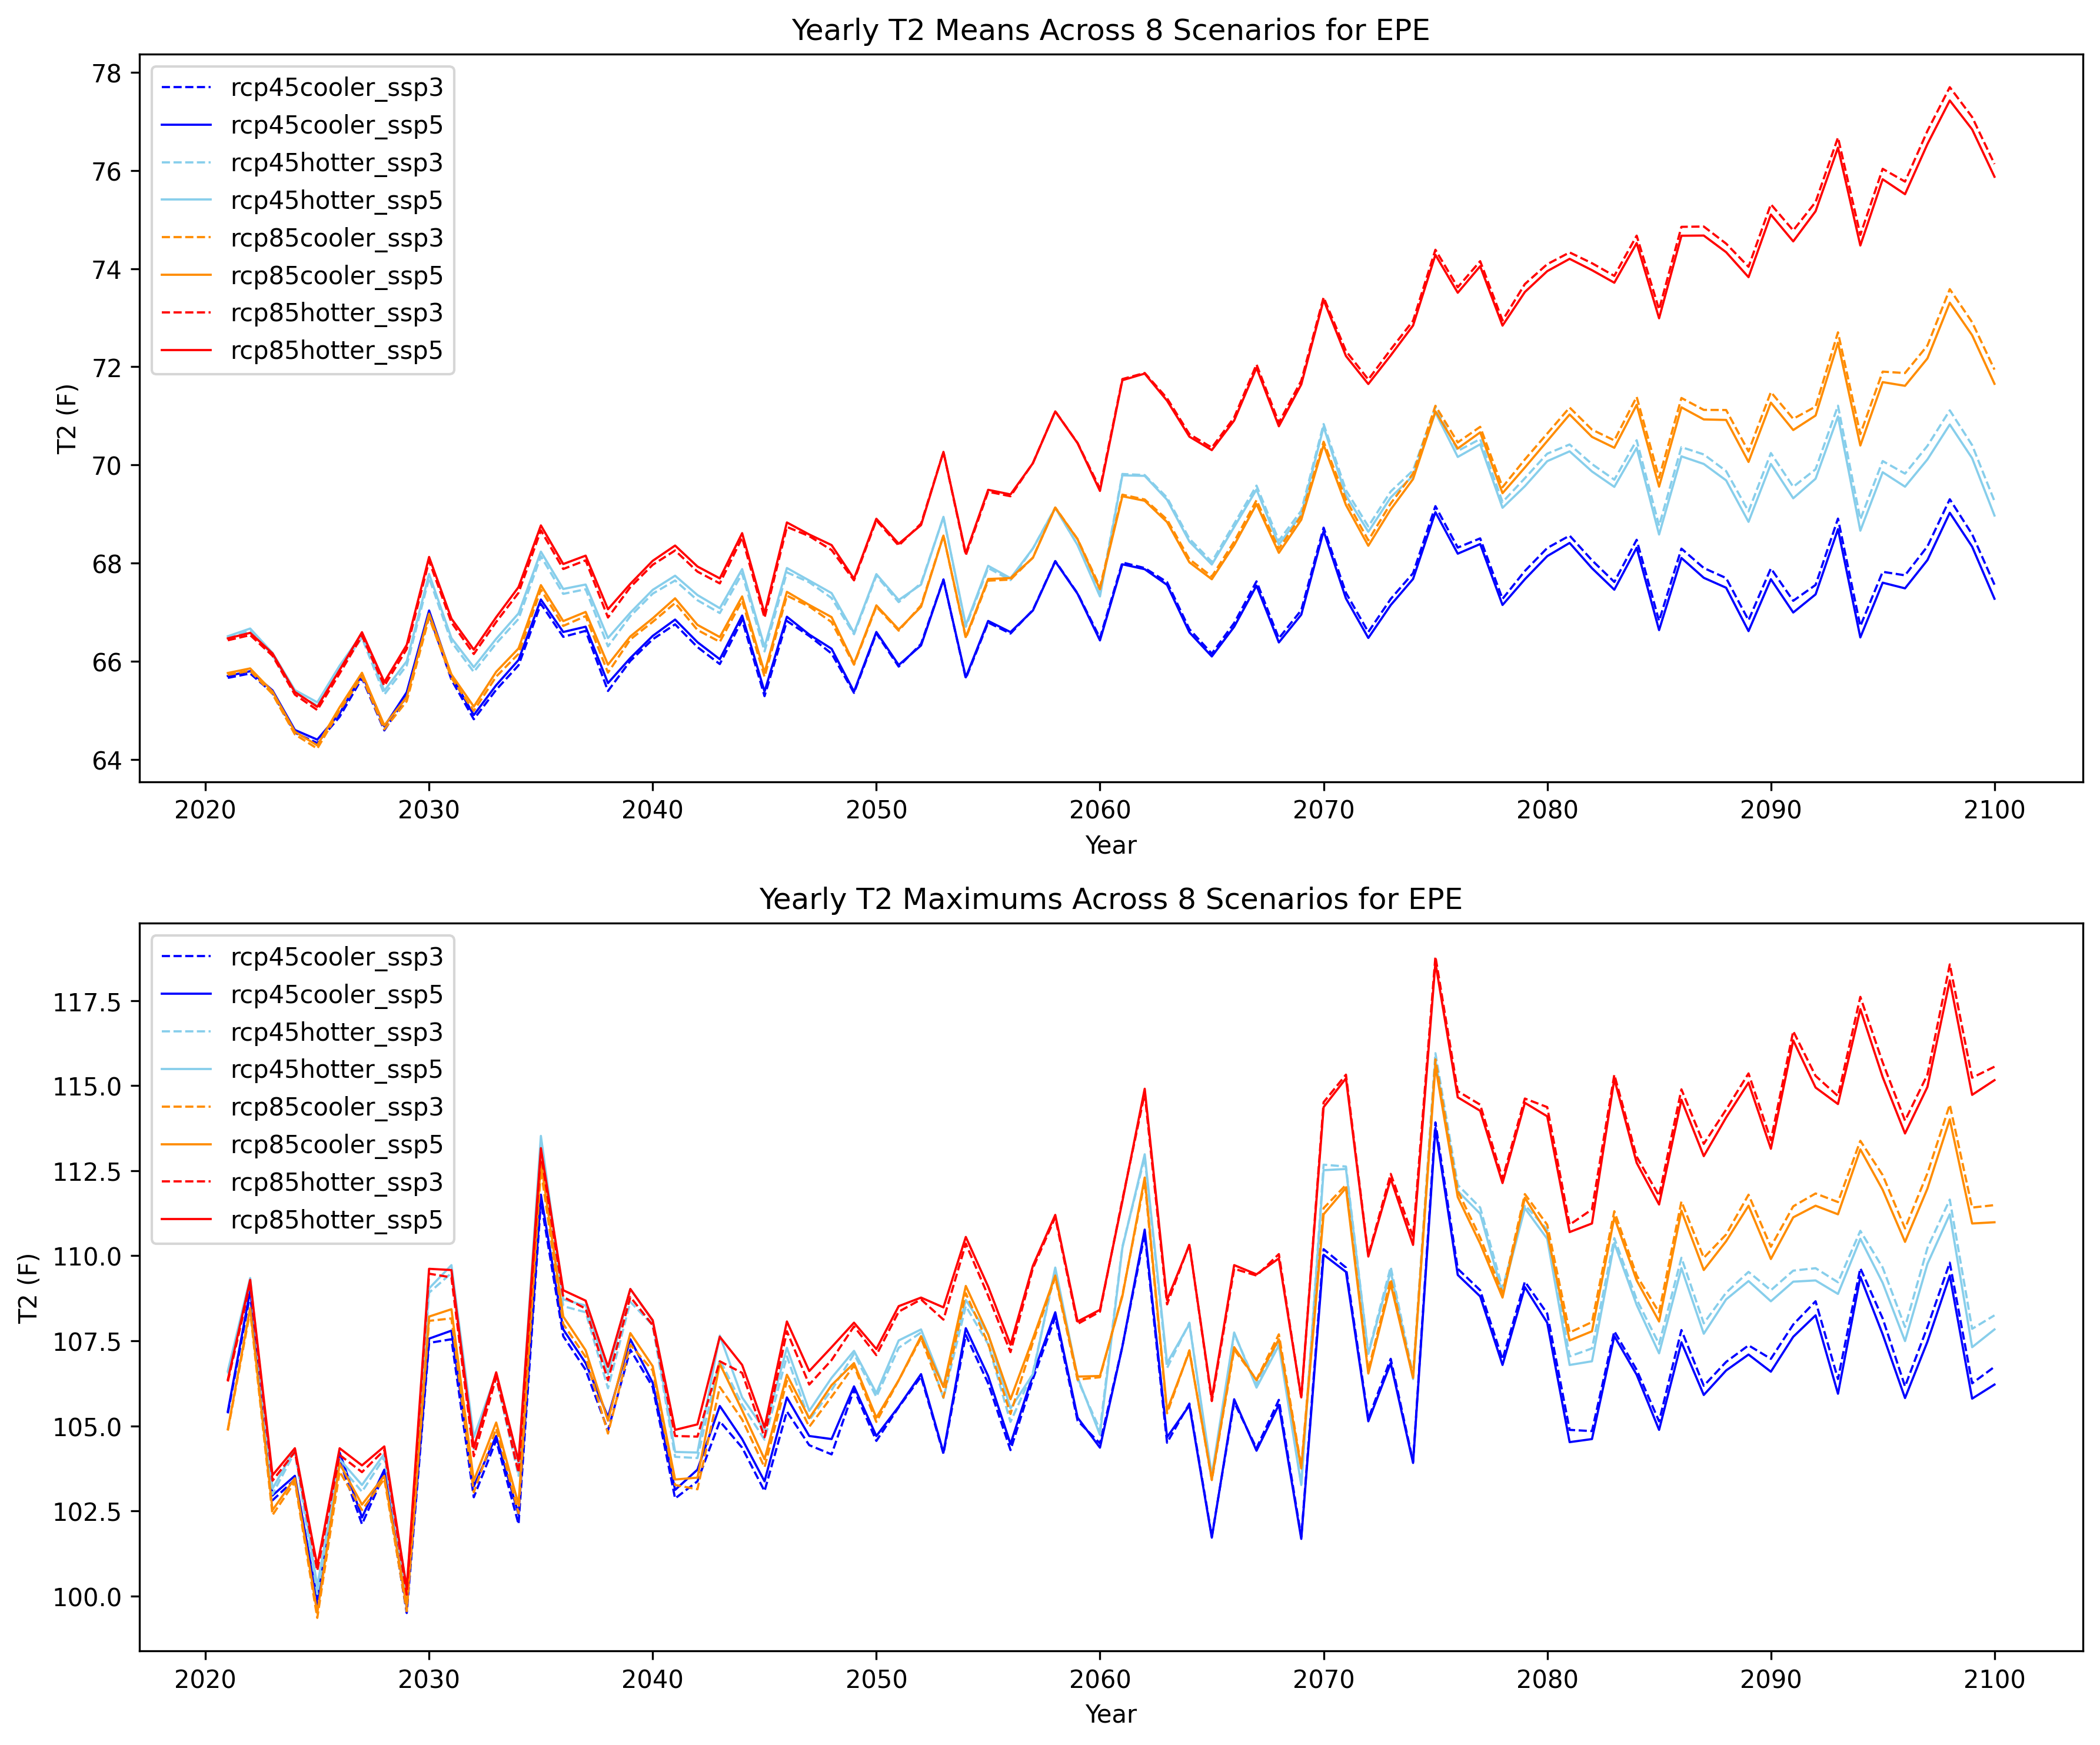 Yearly T2 Means Across 8 Scenarios for EPE
78
76
74
72
70
68
66
64
T2 (F)
rcp45cooler_ssp3
rcp45cooler_ssp5
rcp45hotter_ssp3
rcp45hotter_ssp5
rcp85cooler_ssp3
rcp85cooler_ssp5
rcp85hotter_ssp3
rcp85hotter_ssp5
2020 2030 2040 2050 2060 2070 2080 2090 2100
Year
Yearly T2 Maximums Across 8 Scenarios for EPE
117.5
115.0
112.5
110.0
107.5
105.0
102.5
100.0
T2 (F)
rcp45cooler_ssp3
rcp45cooler_ssp5
rcp45hotter_ssp3
rcp45hotter_ssp5
rcp85cooler_ssp3
rcp85cooler_ssp5
rcp85hotter_ssp3
rcp85hotter_ssp5
2020 2030 2040 2050 2060 2070 2080 2090 2100
Year